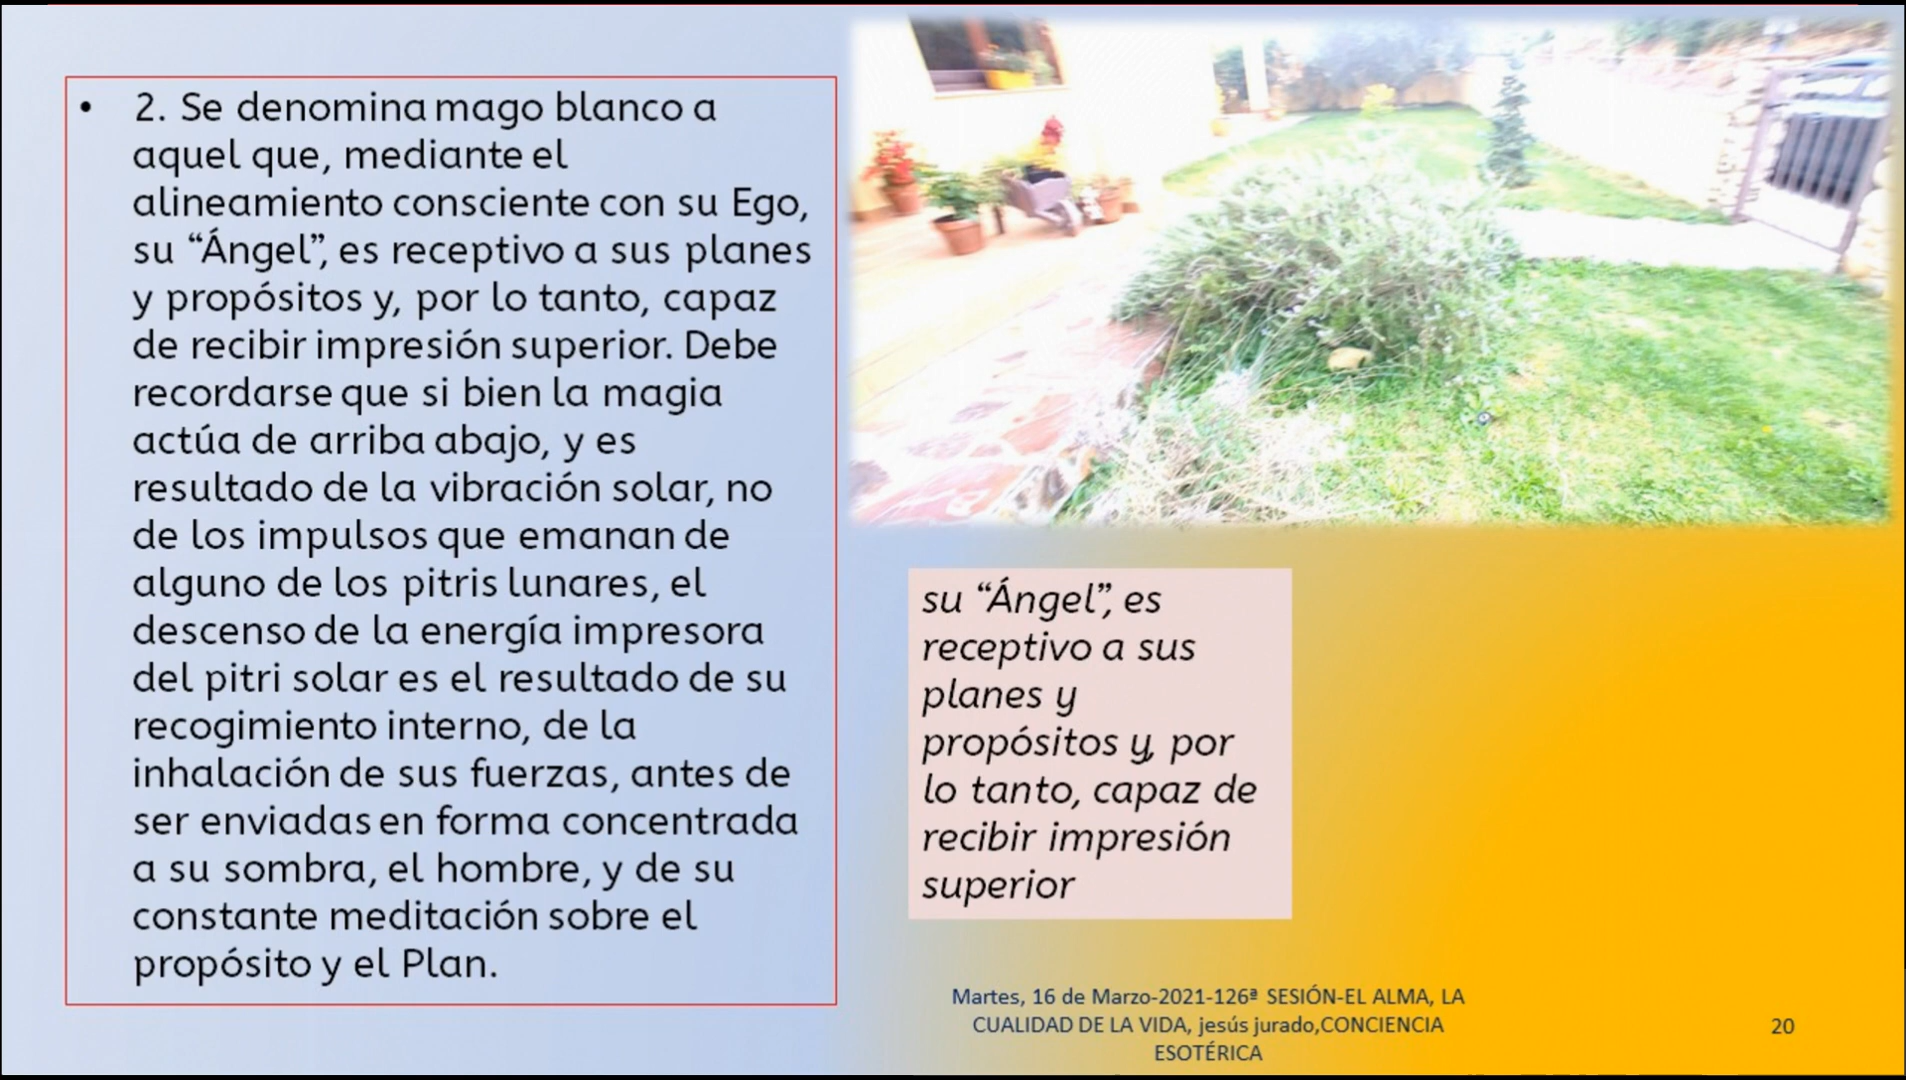 • 2. Se denomina mago blanco a
aquel que, mediante el
alineamiento consciente con su Ego,
su “Ángel”, es receptivo a sus planes
y propósitos y, por lo tanto, capaz
de recibir impresión superior. Debe
recordarse que si bien la magia
actúa de arriba abajo, y es
resultado de la vibración solar, no
de los impulsos que emanan de
alguno de los pitris lunares, el
descenso de la energía impresora
del pitri solar es el resultado de su
recogimiento interno, de la
inhalación de sus fuerzas, antes de
ser enviadas en forma concentrada
a su sombra, el hombre, y de su
constante meditación sobre el
propósito y el Plan.
su “Ángel”, es
receptivo a sus
planes y
propósitos y, por
lo tanto, capaz de
recibir impresión
superior
Martes, 16 de Marzo-2021-126ª SESIÓN-EL ALMA, LA
CUALIDAD DE LA VIDA, jesús jurado,CONCIENCIA
ESOTÉRICA
20